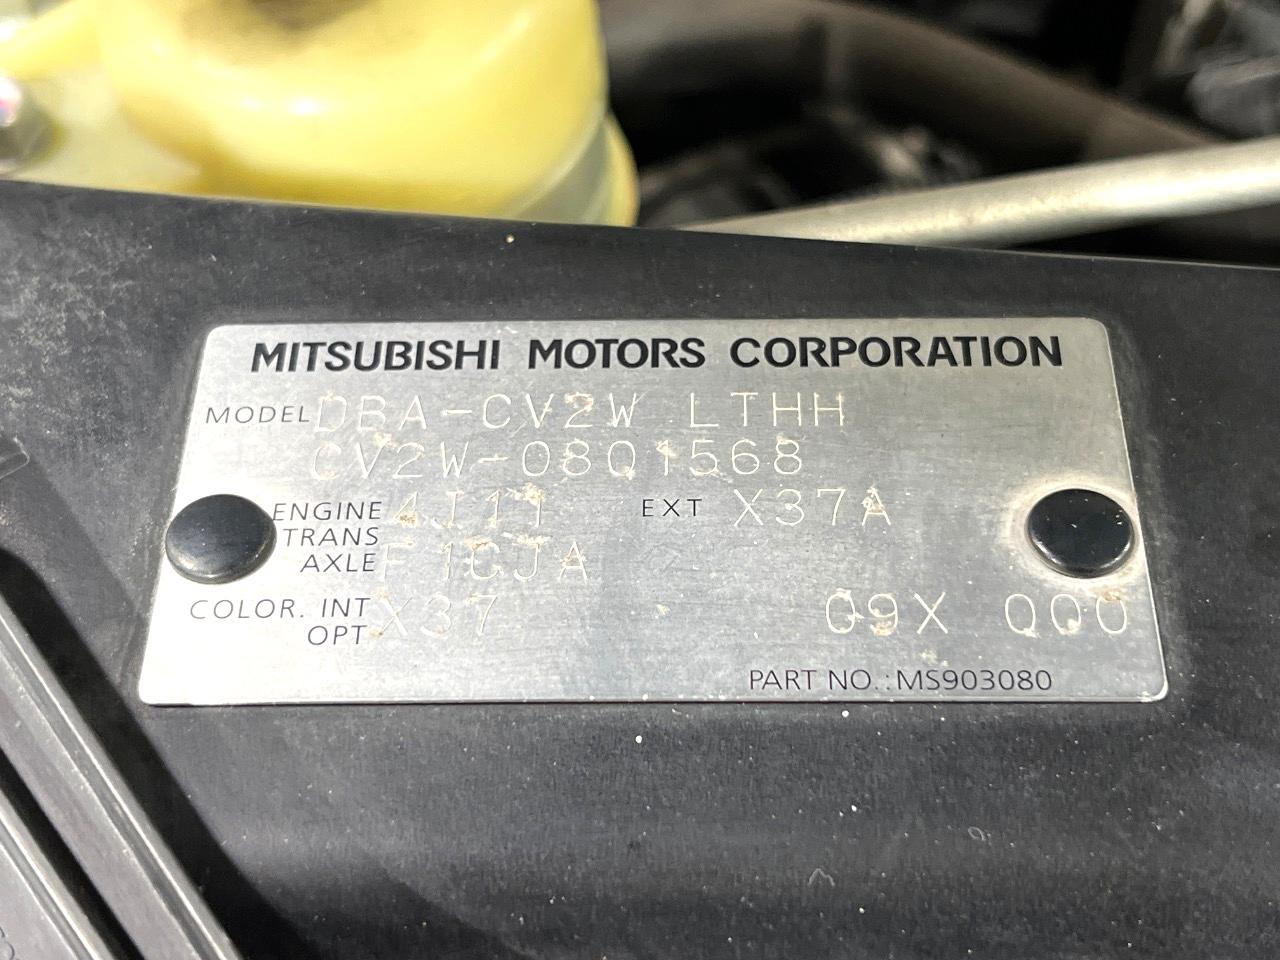 MITSUBISHI MOTORS CORPORATION
MODEL DBA-CV2W LTHH
CV2W-0801568
ENGINE 4J11 EXT X37A
TRANS
AXLE F1CJA
COLOR. INT X37 09X 000
OPT
PART NO.:MS903080